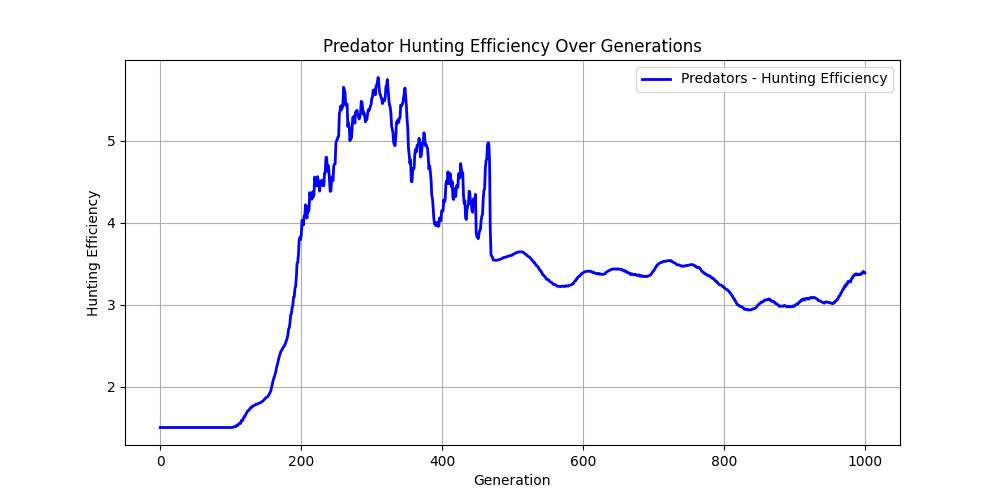 Predator Hunting Efficiency Over Generations
Predators - Hunting Efficiency
Hunting Efficiency
5
4
3
2
0 200 400 600 800 1000
Generation